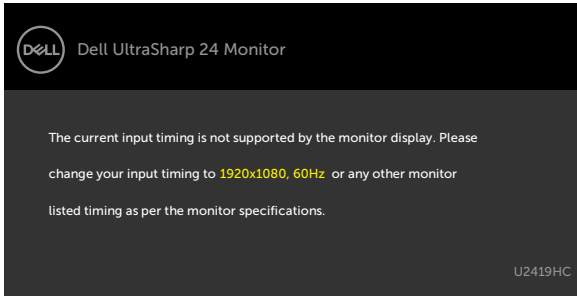 DELL
Dell UltraSharp 24 Monitor
The current input timing is not supported by the monitor display. Please
change your input timing to 1920x1080, 60Hz or any other monitor
listed timing as per the monitor specifications.
U2419HC